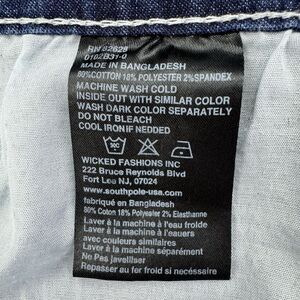 RN 82628
0102B31-0
MADE IN BANGLADESH
80%COTTON 18% POLYESTER 2%SPANDEX
MACHINE WASH COLD
INSIDE OUT WITH SIMILAR COLOR
WASH DARK COLOR SEPARATELY
DO NOT BLEACH
COOL IRON IF NEDDED
WICKED FASHIONS INC
222 Bruce Reynolds Blvd
Fort Lee NJ, 07024
www.southpole-usa.com
fabriqué en Bangladesh
80% Coton 18% Polyester 2% Elasthanne
Laver à la machine à l'eau froide
Laver à la machine à l'eaeers
avec couleurs similaires
Laver à la machine séparément
Ne Pas javelliser
Repasser au fer froid si nécessaire